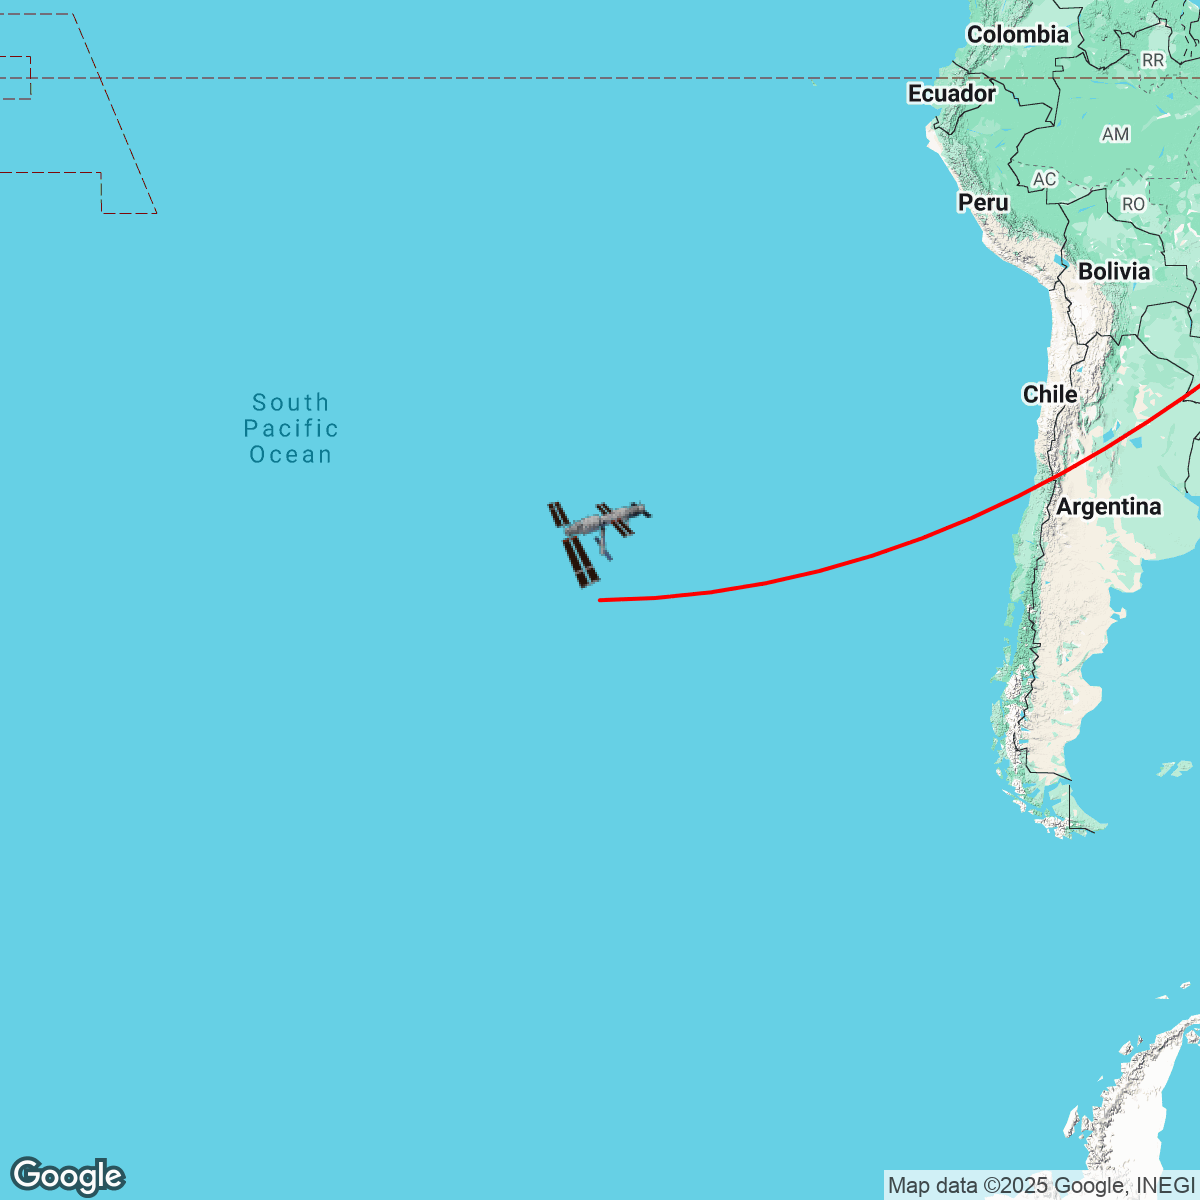 Colombia
RR
Ecuador
AM
AC
Peru
RO
Bolivia
Chile
South
Pacific
Ocean
Argentina
Google
Map data ©2025 Google, INEGI